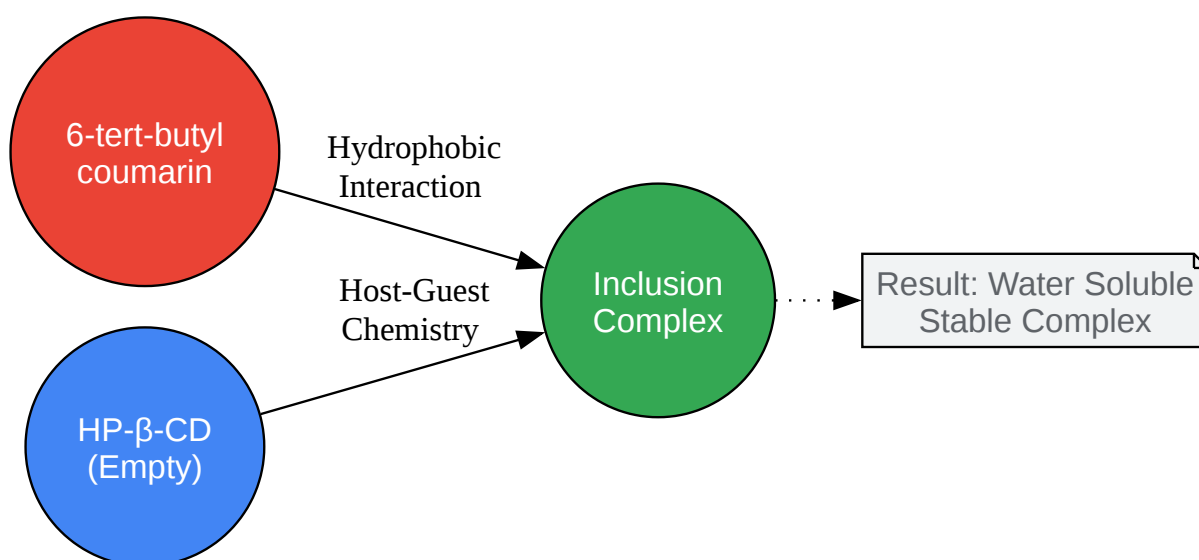 6-tert-butyl
coumarin
Hydrophobic
Interaction
Host-Guest
Chemistry
HP-β-CD
(Empty)
Inclusion
Complex
Result: Water Soluble
Stable Complex